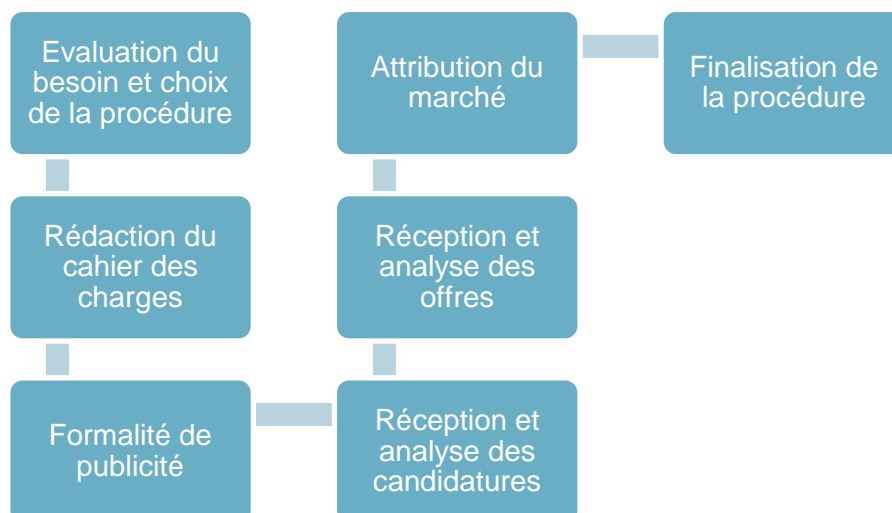 Evaluation du
besoin et choix
de la procédure
Rédaction du
cahier des
charges
Formalité de
publicité
Réception et
analyse des
candidatures
Réception et
analyse des
offres
Attribution du
marché
Finalisation de
la procédure